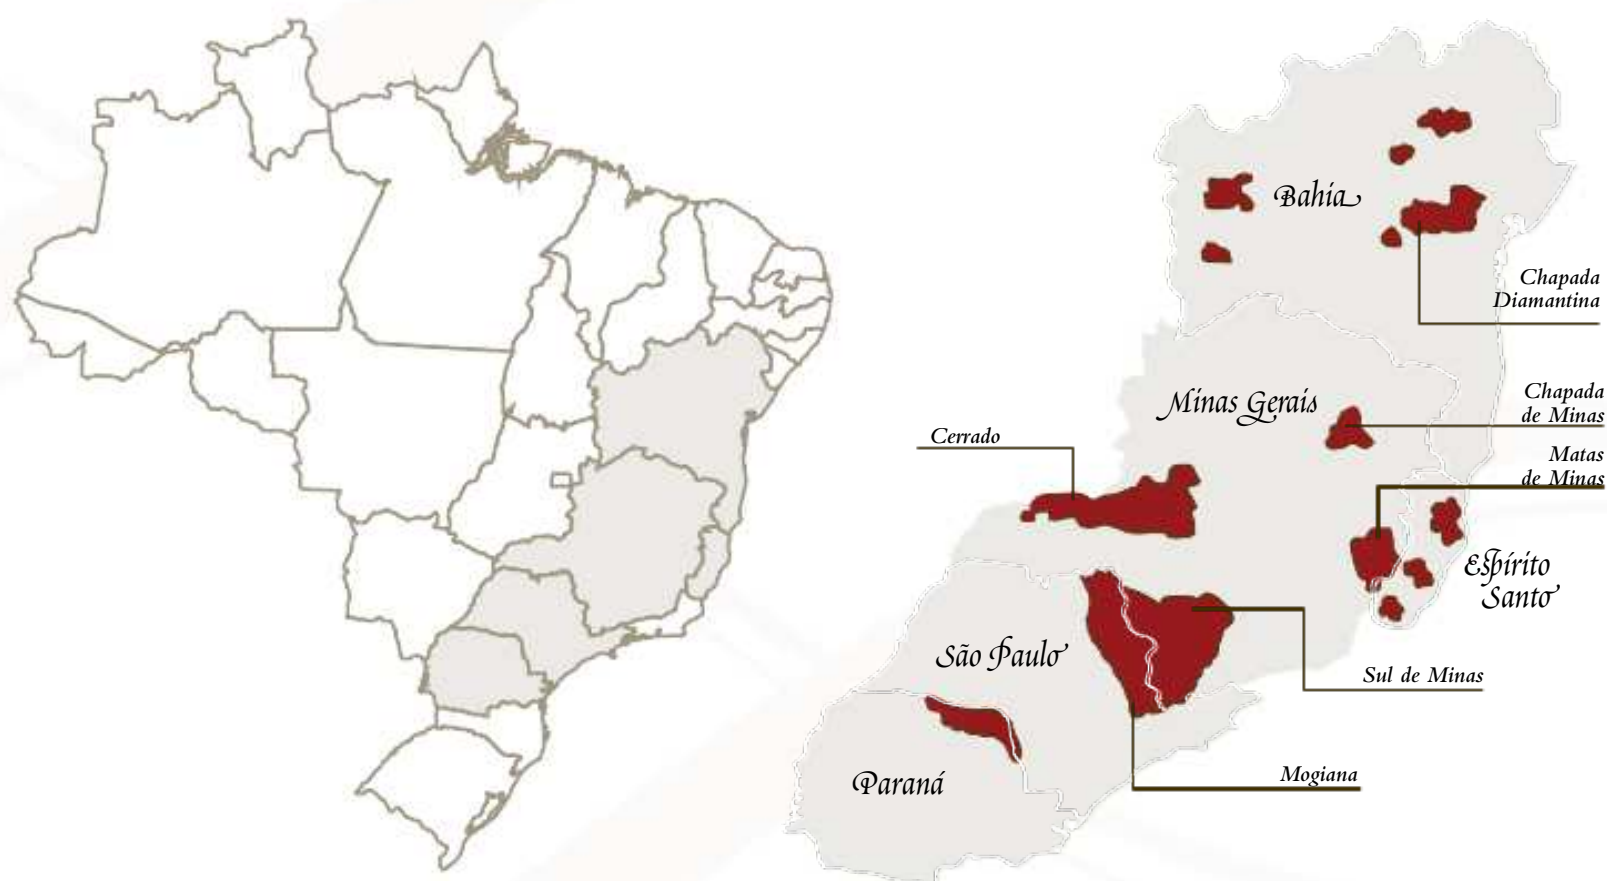 Bahia
Chapada
Diamantina
Minas Gerais
Chapada
de Minas
Cerrado
Matas
de Minas
Espírito
Santo
São Paulo
Sul de Minas
Paraná
Mogiana